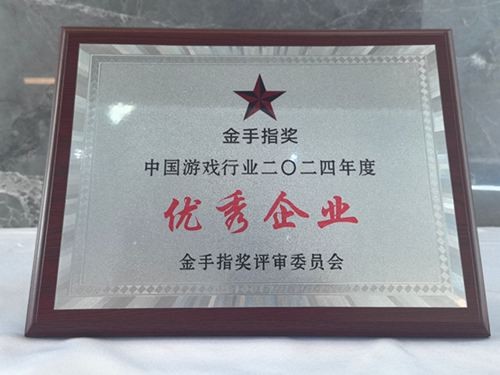 金手指奖
中国游戏行业二〇二四年度
优秀企业
金手指奖评审委员会